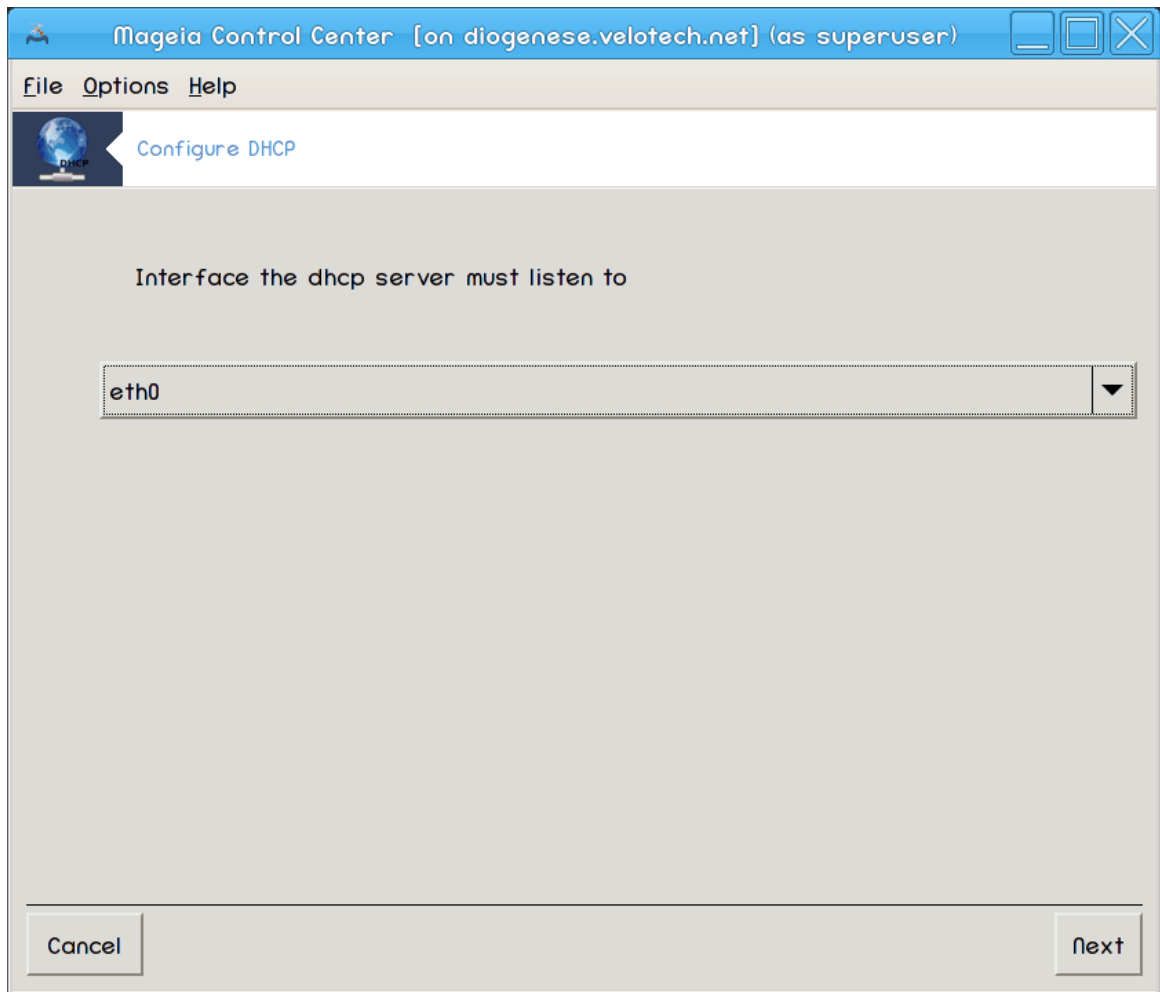 Mageia Control Center [on diogenese.velotech.net] (as superuser)
File Options Help
DHCP
Configure DHCP
Interface the dhcp server must listen to
eth0
Cancel
Next